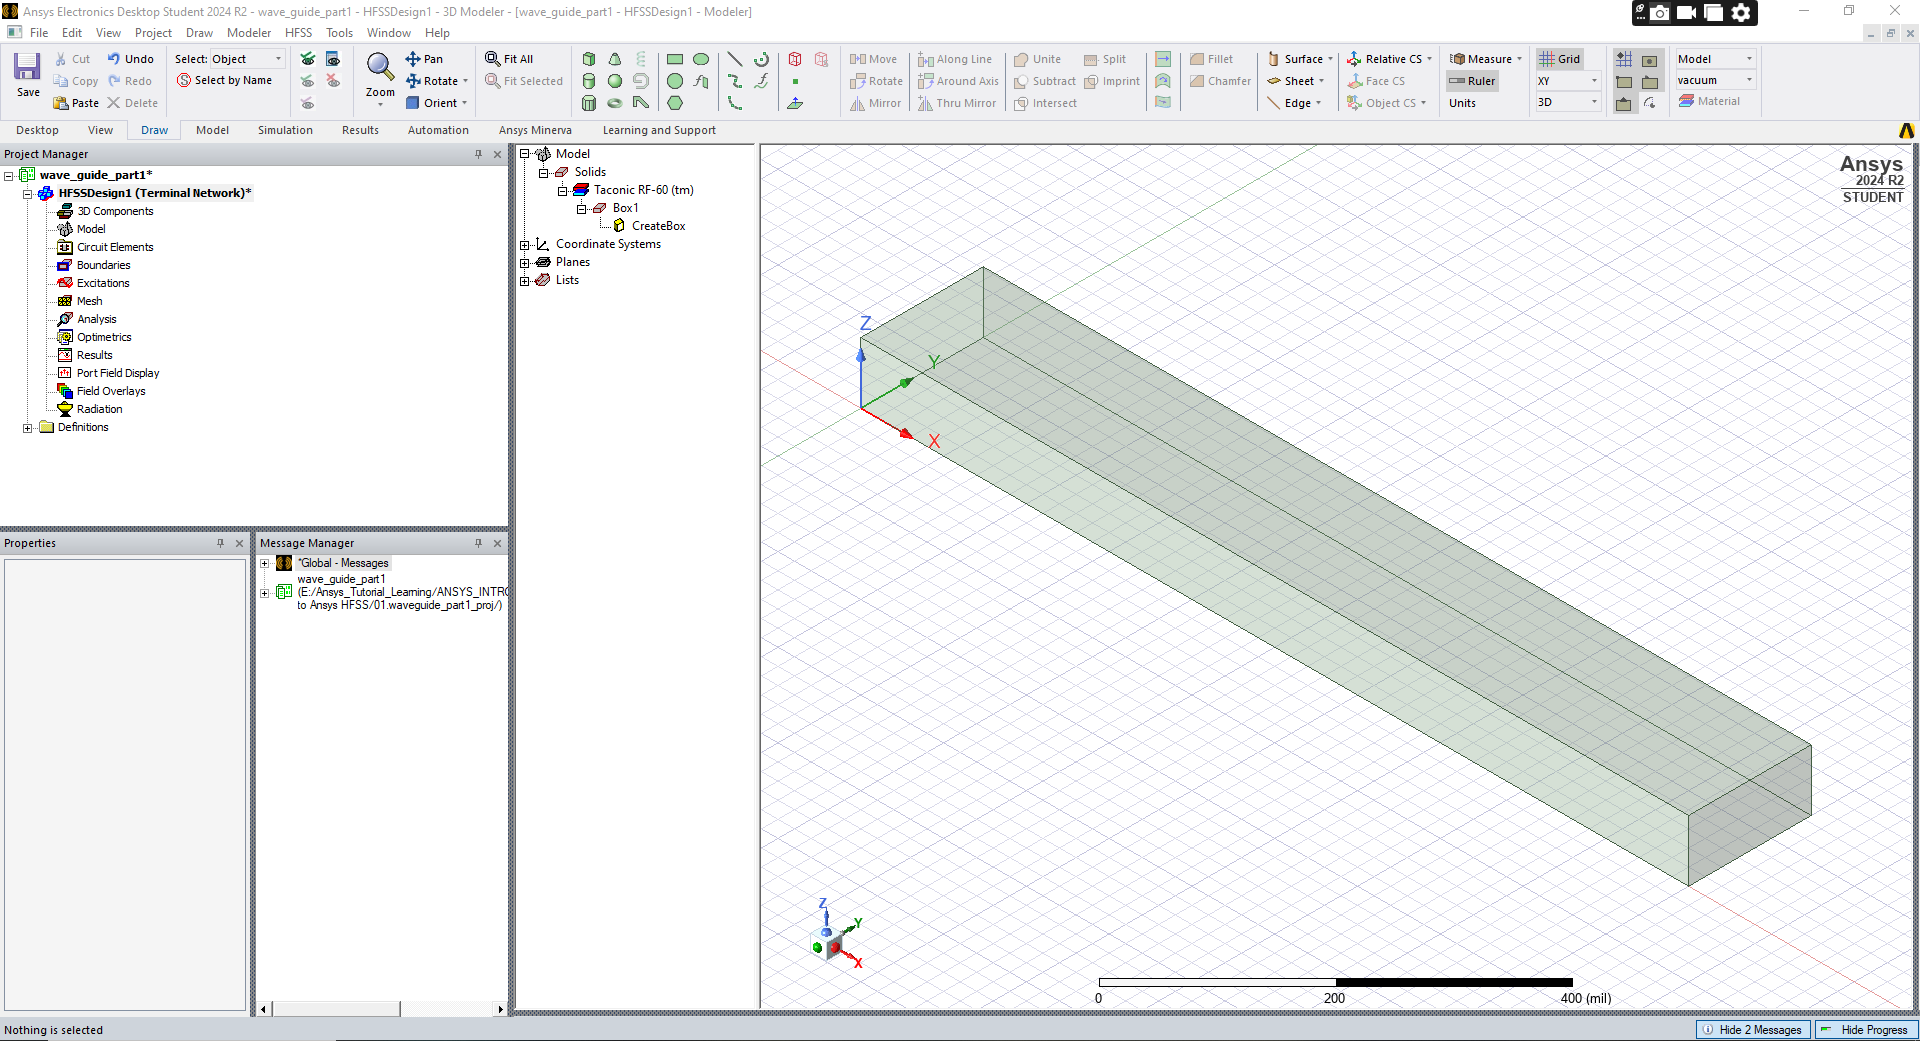 Ansys Electronics Desktop Student 2024 R2 - wave_guide_part1 - HFSSDesign1 - 3D Modeler - [wave_guide_part1 - HFSSDesign1 - Modeler]
File Edit View Project Draw Modeler HFSS Tools Window Help
Save
Cut
Copy
Paste
Undo
Redo
Delete
Select: Object
Select by Name
Zoom
Pan
Rotate
Orient
Fit All
Fit Selected
Move
Rotate
Mirror
Along Line
Around Axis
Thru Mirror
Unite
Subtract
Intersect
Split
Imprint
Fillet
Chamfer
Surface
Sheet
Edge
Relative CS
Face CS
Object CS
Measure
Ruler
Units
Grid
XY
3D
Model
vacuum
Material
Desktop View Draw Model Simulation Results Automation Ansys Minerva Learning and Support
Project Manager
wave_guide_part1*
HFSSDesign1 (Terminal Network)*
3D Components
Model
Circuit Elements
Boundaries
Excitations
Mesh
Analysis
Optimetrics
Results
Port Field Display
Field Overlays
Radiation
Definitions
Properties
Message Manager
*Global - Messages
wave_guide_part1
(E:/Ansys_Tutorial_Learning/ANSYS_INTRO
to Ansys HFSS/01.waveguide_part1_proj/)
Model
Solids
Taconic RF-60 (tm)
Box1
CreateBox
Coordinate Systems
Planes
Lists
Ansys
2024 R2
STUDENT
Z
Y
X
Z
Y
X
0 200 400 (mil)
Nothing is selected
Hide 2 Messages
Hide Progress